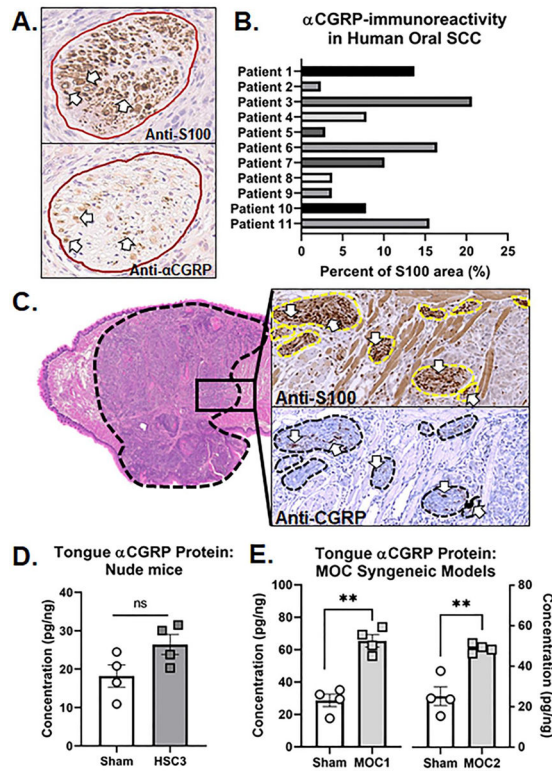 A.
Anti-S100
Anti-αCGRP
B.
αCGRP-immunoreactivity
in Human Oral SCC
Patient 1
Patient 2
Patient 3
Patient 4
Patient 5
Patient 6
Patient 7
Patient 8
Patient 9
Patient 10
Patient 11
0 5 10 15 20 25
Percent of S100 area (%)
C.
Anti-S100
Anti-CGRP
D.
Tongue αCGRP Protein:
Nude mice
Concentration (pg/ng)
40
30
20
10
0
ns
Sham HSC3
E.
Tongue αCGRP Protein:
MOC Syngeneic Models
Concentration (pg/ng)
100
80
60
40
20
0
**
Sham MOC1
**
Sham MOC2
80
60
40
20
0
Concentration (pg/ng)